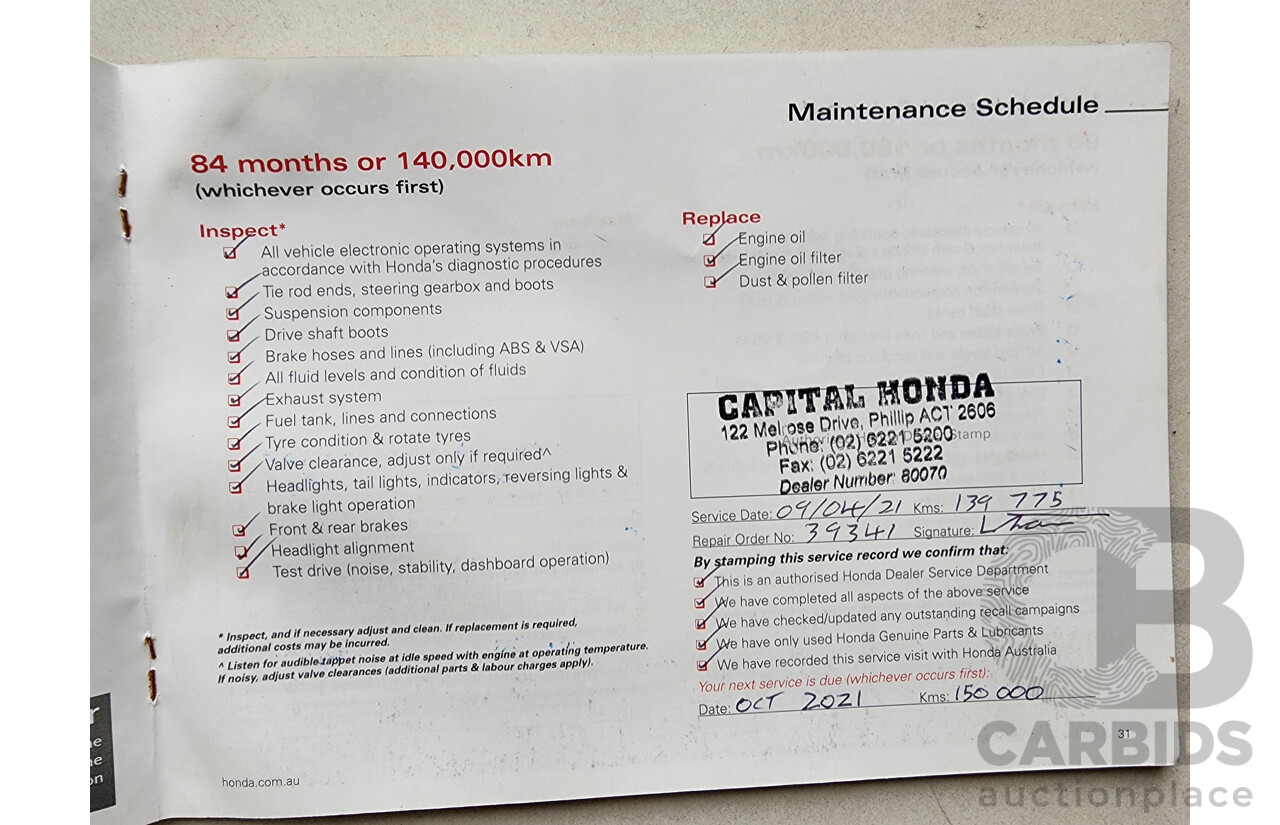 Maintenance Schedule
84 months or 140,000km
(whichever occurs first)
Inspect*
All vehicle electronic operating systems in
accordance with Honda's diagnostic procedures
Tie rod ends, steering gearbox and boots
Suspension components
Drive shaft boots
Brake hoses and lines (including ABS & VSA)
All fluid levels and condition of fluids
Exhaust system
Fuel tank, lines and connections
Tyre condition & rotate tyres
Valve clearance, adjust only if required^
Headlights, tail lights, indicators, reversing lights &
brake light operation
Front & rear brakes
Headlight alignment
Test drive (noise, stability, dashboard operation)
* Inspect, and if necessary adjust and clean. If replacement is required,
additional costs may be incurred.
^ Listen for audible tappet noise at idle speed with engine at operating temperature.
If noisy, adjust valve clearances (additional parts & labour charges apply).
honda.com.au
Replace
Engine oil
Engine oil filter
Dust & pollen filter
CAPITAL HONDA
122 Melrose Drive, Phillip ACT 2606
Phone: (02) 6221 5200
Stamp
Fax: (02) 6221 5222
Dealer Number: 80070
Service Date: 09/04/21 Kms: 139 775
Repair Order No: 39341 Signature:
By stamping this service record we confirm that:
This is an authorised Honda Dealer Service Department
We have completed all aspects of the above service
We have checked/updated any outstanding recall campaigns
We have only used Honda Genuine Parts & Lubricants
We have recorded this service visit with Honda Australia
Your next service is due (whichever occurs first):
Date: OCT 2021 Kms: 150 000
31
r
ne
ne
on
CB
CARBIDS
auctionplace